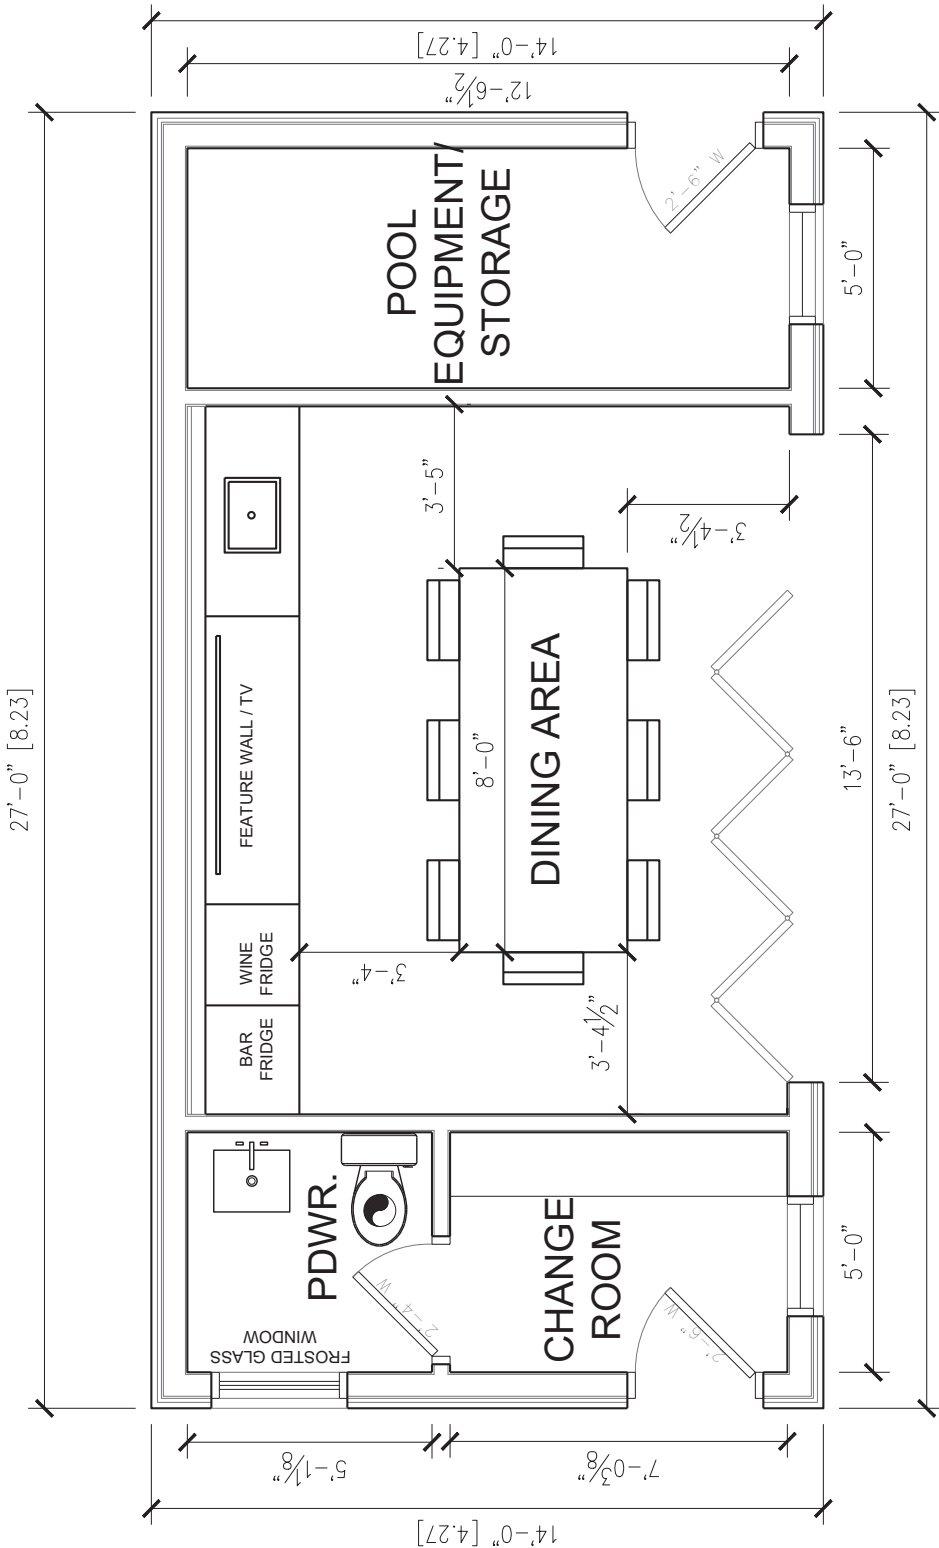 14'-0" [4.27]
12'-6½"
27'-0" [8.23]
POOL
EQUIPMENT/
STORAGE
2'-6" W
5'-0"
3'-5"
3'-4½"
FEATURE WALL / TV
8'-0"
DINING AREA
13'-6"
27'-0" [8.23]
WINE
FRIDGE
3'-4"
BAR
FRIDGE
3'-4½"
PDWR.
2'-4" W
FROSTED GLASS
WINDOW
CHANGE
ROOM
2'-6" W
5'-0"
5'-1⅛"
7'-0⅜"
14'-0" [4.27]